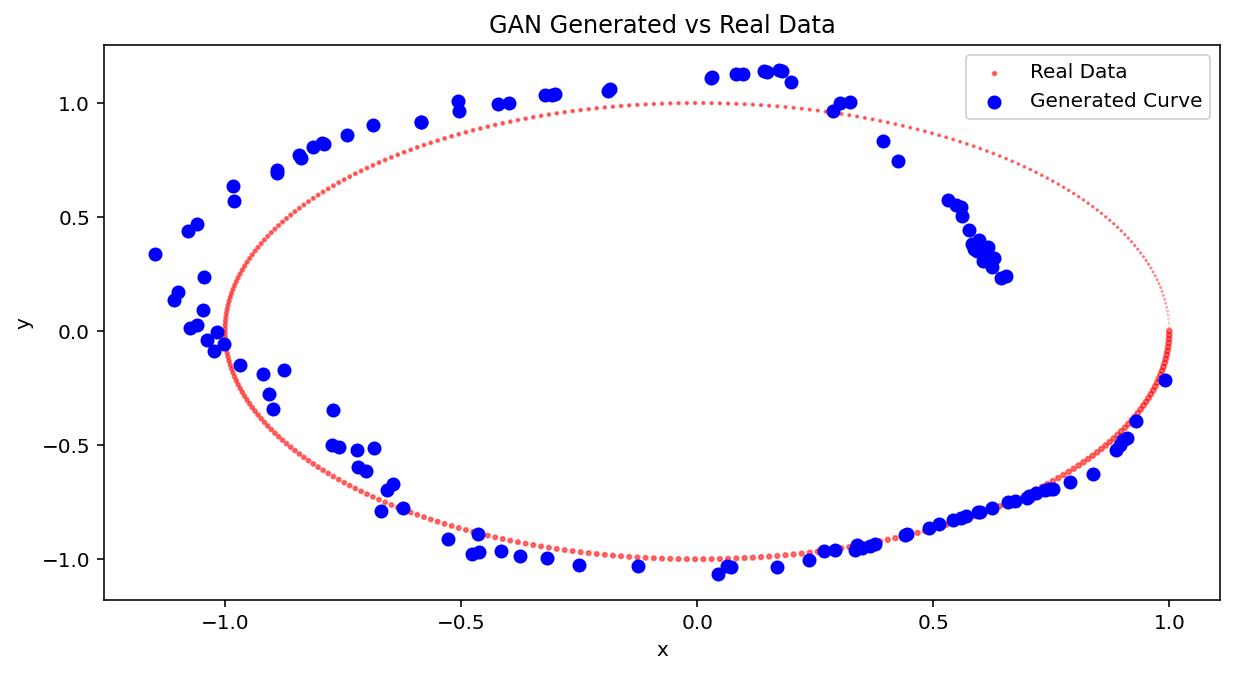 GAN Generated vs Real Data
Real Data
Generated Curve
y
1.0
0.5
0.0
−0.5
−1.0
−1.0 −0.5 0.0 0.5 1.0
x